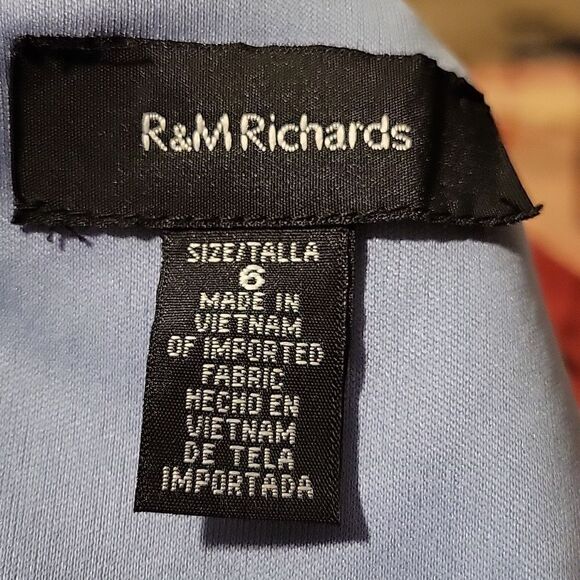 R&M Richards
SIZE/TALLA
6
MADE IN
VIETNAM
OF IMPORTED
FABRIC
HECHO EN
VIETNAM
DE TELA
IMPORTADA